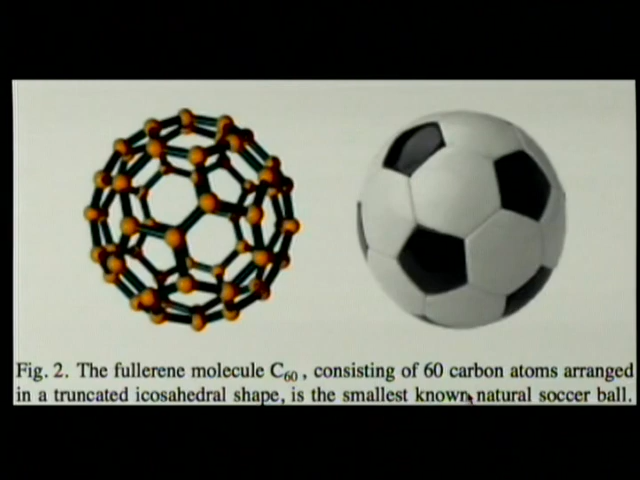 Fig. 2. The fullerene molecule C₆₀, consisting of 60 carbon atoms arranged
in a truncated icosahedral shape, is the smallest known natural soccer ball.